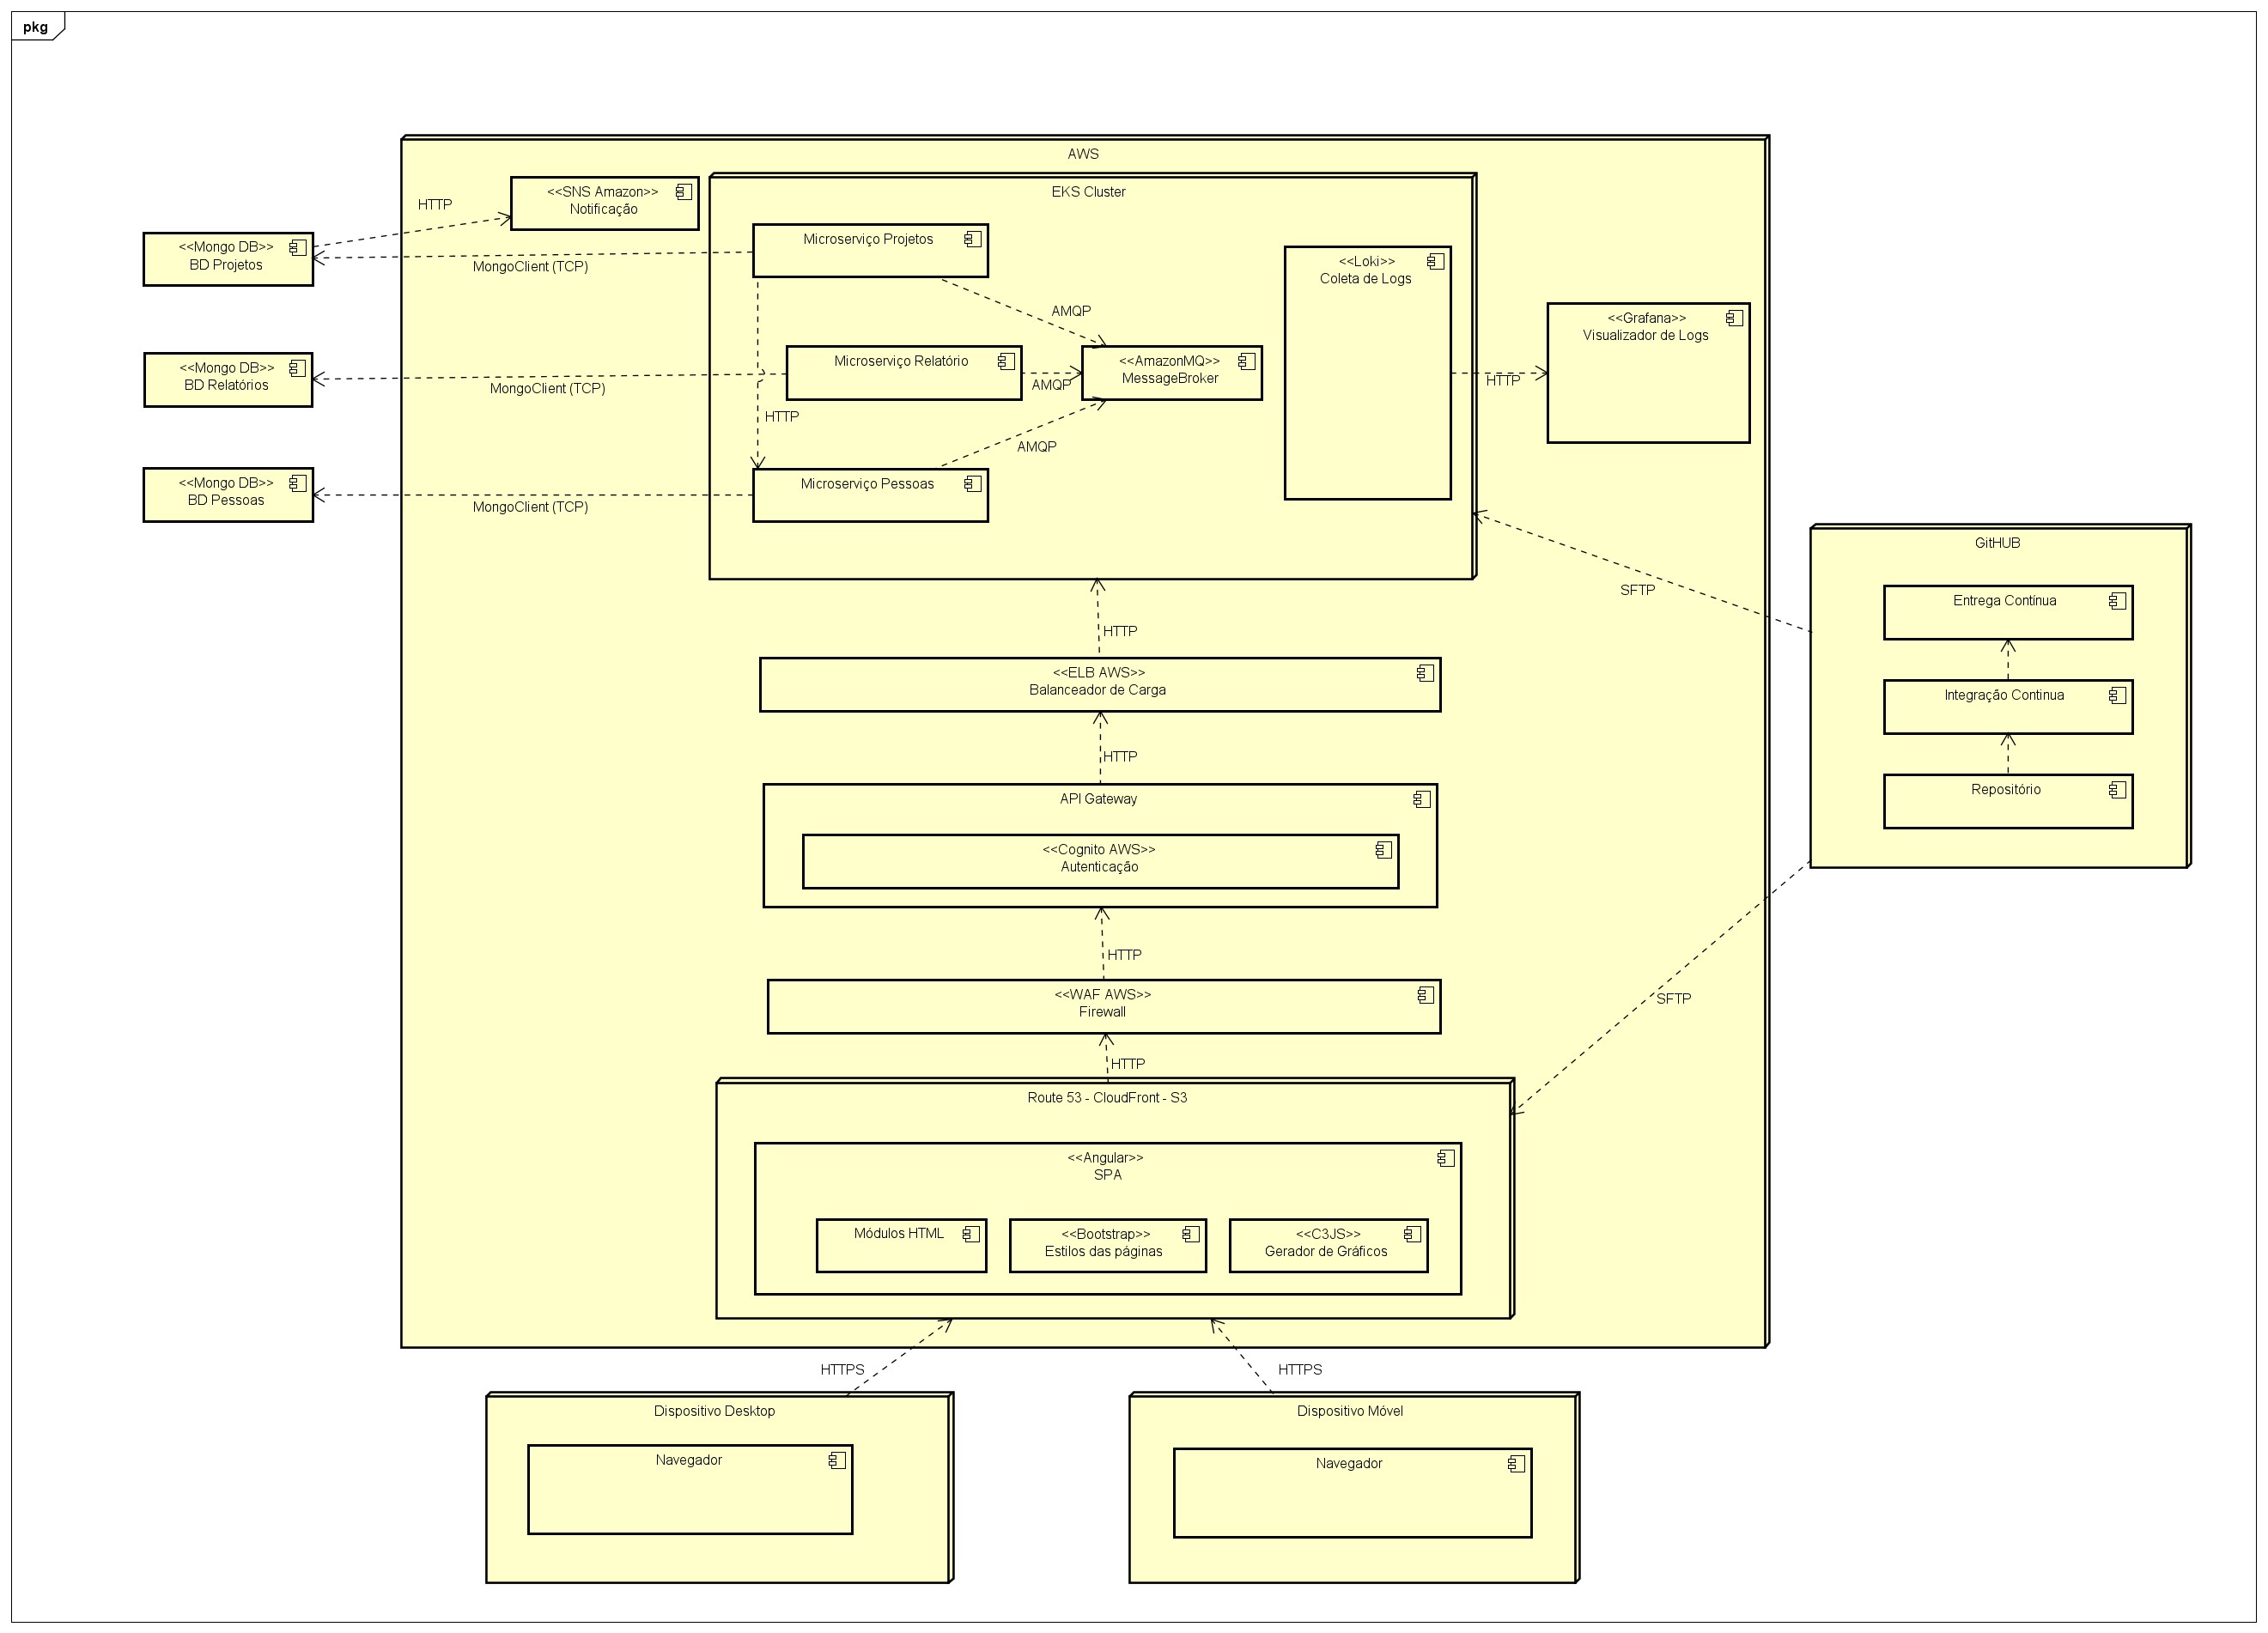 pkg
AWS
<<SNS Amazon>>
Notificação
EKS Cluster
HTTP
<<Mongo DB>>
BD Projetos
MongoClient (TCP)
Microserviço Projetos
<<Loki>>
Coleta de Logs
AMQP
<<Grafana>>
Visualizador de Logs
<<Mongo DB>>
BD Relatórios
MongoClient (TCP)
Microserviço Relatório
AMQP
<<AmazonMQ>>
MessageBroker
HTTP
HTTP
AMQP
<<Mongo DB>>
BD Pessoas
MongoClient (TCP)
Microserviço Pessoas
GitHUB
SFTP
Entrega Contínua
HTTP
<<ELB AWS>>
Balanceador de Carga
Integração Continua
HTTP
API Gateway
Repositório
<<Cognito AWS>>
Autenticação
HTTP
<<WAF AWS>>
Firewall
SFTP
HTTP
Route 53 - CloudFront - S3
<<Angular>>
SPA
Módulos HTML
<<Bootstrap>>
Estilos das páginas
<<C3JS>>
Gerador de Gráficos
HTTPS
HTTPS
Dispositivo Desktop
Navegador
Dispositivo Móvel
Navegador